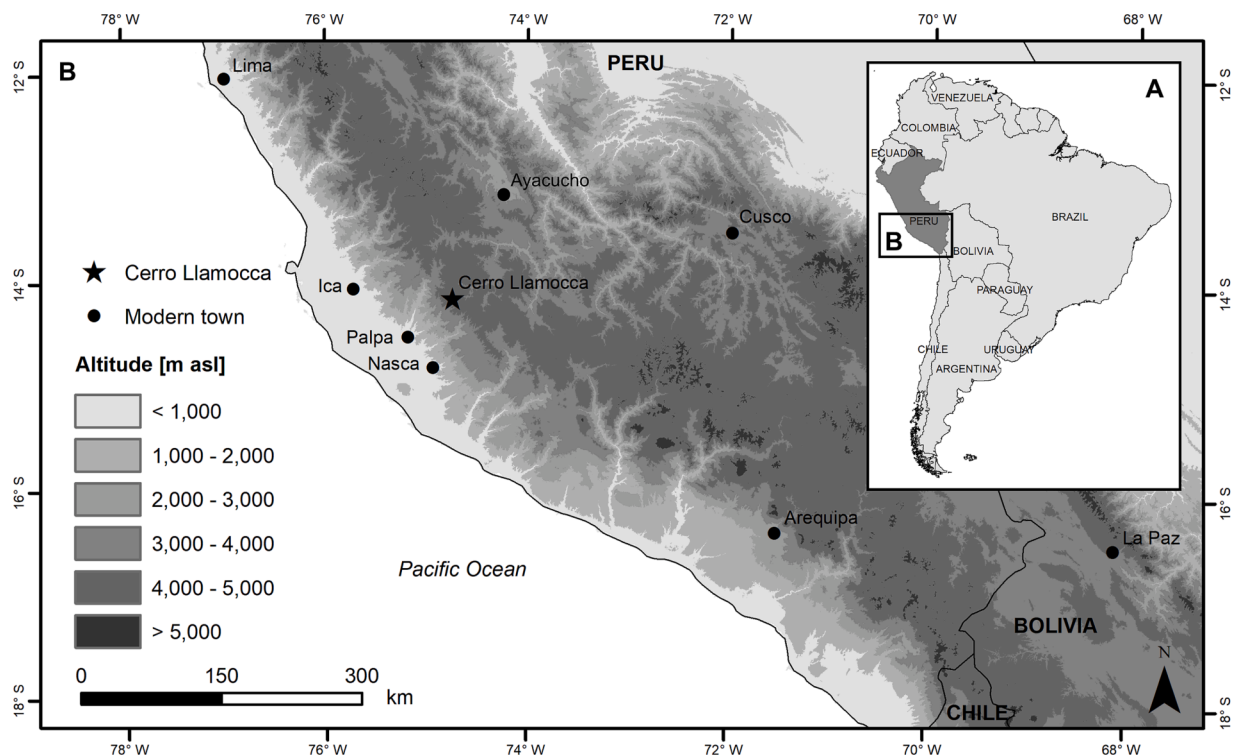 78° W
76° W
74° W
72° W
70° W
68° W
B
PERU
A
12° S
12° S
Lima
VENEZUELA
COLOMBIA
ECUADOR
Ayacucho
Cusco
PERU
BRAZIL
B
BOLIVIA
Cerro Llamocca
Cerro Llamocca
Ica
14° S
14° S
PARAGUAY
Modern town
Palpa
Nasca
CHILE
URUGUAY
ARGENTINA
Altitude [m asl]
< 1,000
1,000 - 2,000
2,000 - 3,000
16° S
16° S
Arequipa
3,000 - 4,000
La Paz
Pacific Ocean
4,000 - 5,000
> 5,000
BOLIVIA
N
0
150
300
km
18° S
18° S
CHILE
78° W
76° W
74° W
72° W
70° W
68° W